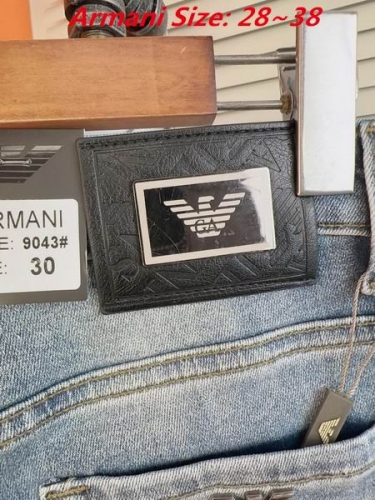 Armani Size: 28~38
RMANI
E: 9043#
E: 30
GA